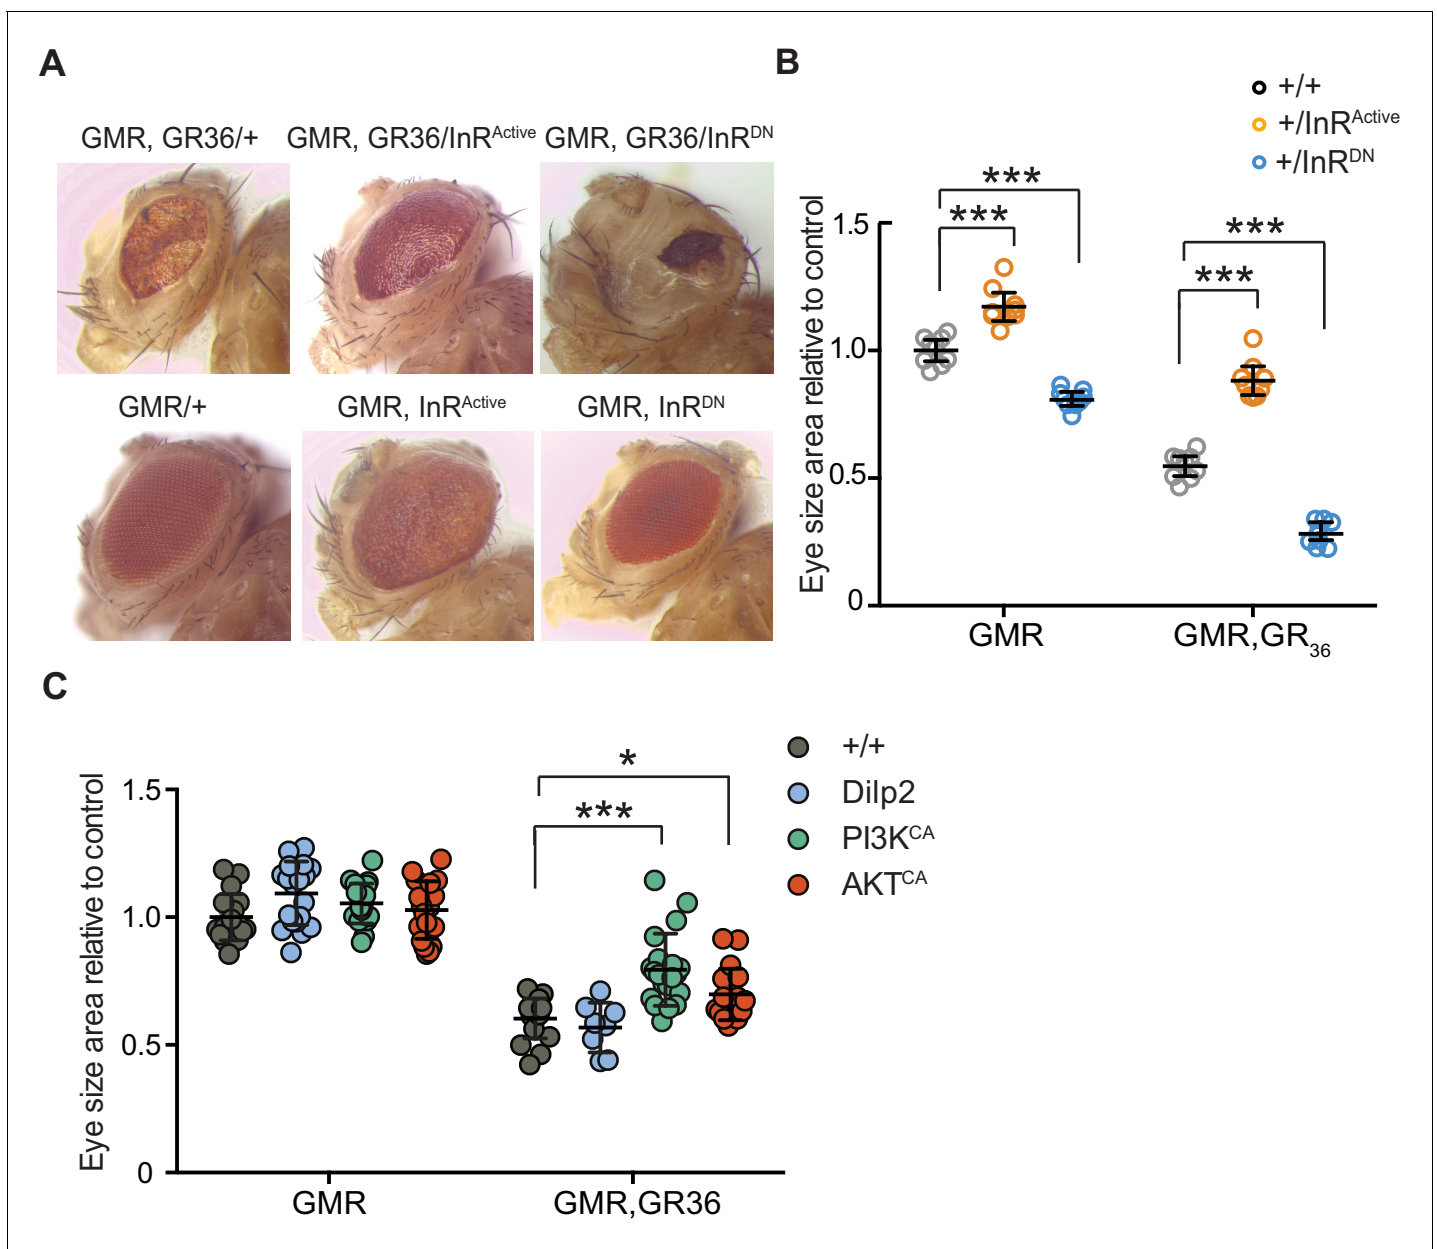 A
GMR, GR36/+
GMR, GR36/InR^Active
GMR, GR36/InR^DN
GMR/+
GMR, InR^Active
GMR, InR^DN
B
+/+
+/InR^Active
+/InR^DN
Eye size area relative to control
1.5
1.0
0.5
0
***
***
***
***
GMR
GMR,GR_36
C
+/+
Dilp2
PI3K^CA
AKT^CA
Eye size area relative to control
1.5
1.0
0.5
0
*
***
GMR
GMR,GR36